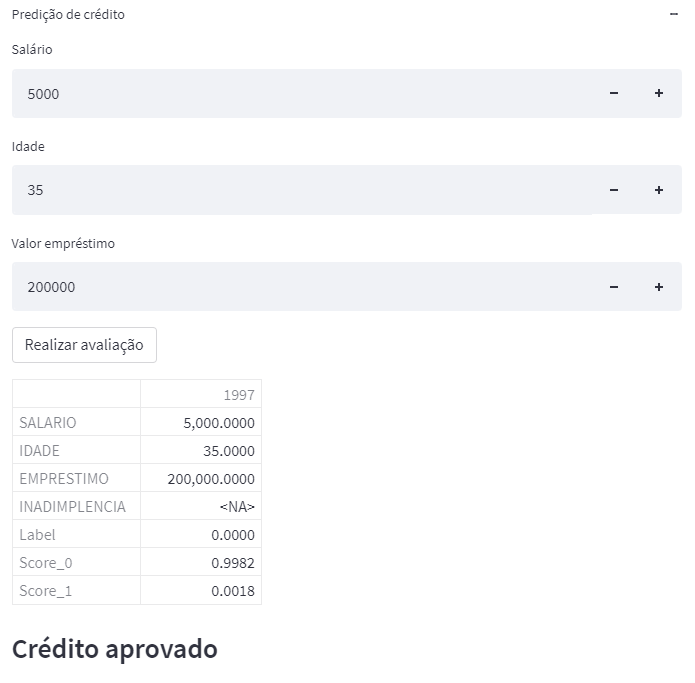 Predição de crédito
Salário
5000
Idade
35
Valor empréstimo
200000
Realizar avaliação
1997
SALARIO 5,000.0000
IDADE 35.0000
EMPRESTIMO 200,000.0000
INADIMPLENCIA <NA>
Label 0.0000
Score_0 0.9982
Score_1 0.0018
Crédito aprovado